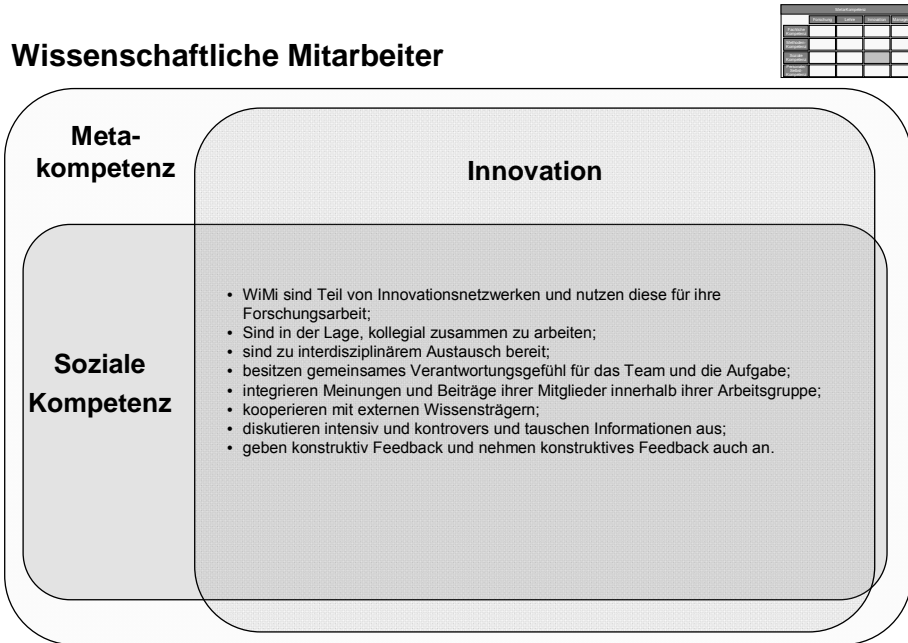 Wissenschaftliche Mitarbeiter
Meta-
kompetenz
Innovation
Soziale
Kompetenz
• WiMi sind Teil von Innovationsnetzwerken und nutzen diese für ihre
Forschungsarbeit;
• Sind in der Lage, kollegial zusammen zu arbeiten;
• sind zu interdisziplinärem Austausch bereit;
• besitzen gemeinsames Verantwortungsgefühl für das Team und die Aufgabe;
• integrieren Meinungen und Beiträge ihrer Mitglieder innerhalb ihrer Arbeitsgruppe;
• kooperieren mit externen Wissensträgern;
• diskutieren intensiv und kontrovers und tauschen Informationen aus;
• geben konstruktiv Feedback und nehmen konstruktives Feedback auch an.